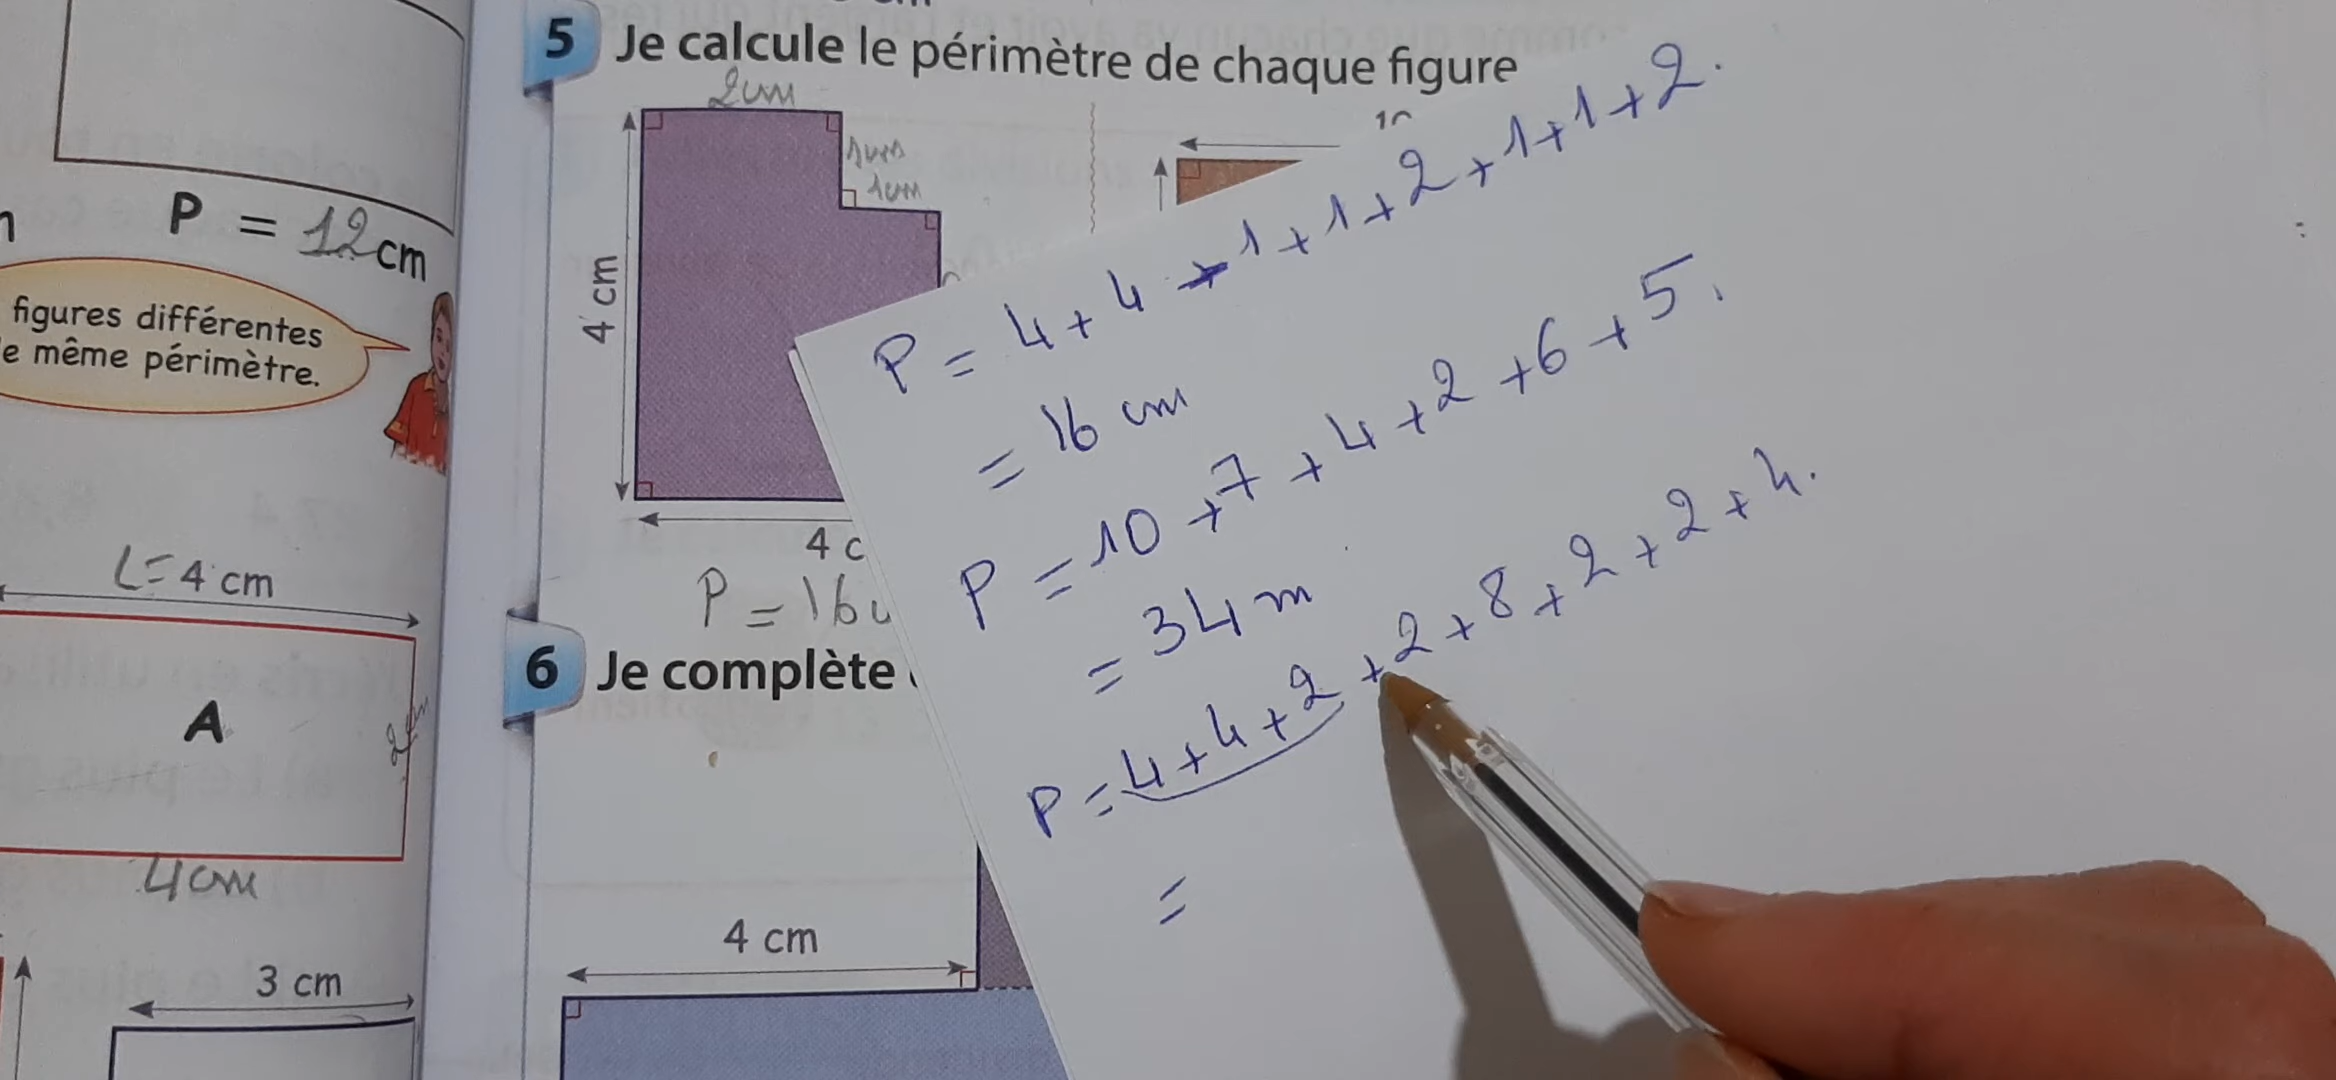 P = 12 cm
figures différentes
e même périmètre.
L = 4 cm
A
2cm
4cm
3 cm
5 Je calcule le périmètre de chaque figure
2cm
1cm
1cm
4 cm
4 c
P = 16
6 Je complète
4 cm
P = 4 + 4 + 1 + 1 + 2 + 1 + 1 + 2.
= 16 cm
P = 10 + 7 + 4 + 2 + 6 + 5.
= 34 m
P = 4 + 4 + 2 + 2 + 8 + 2 + 2 + 4.
=